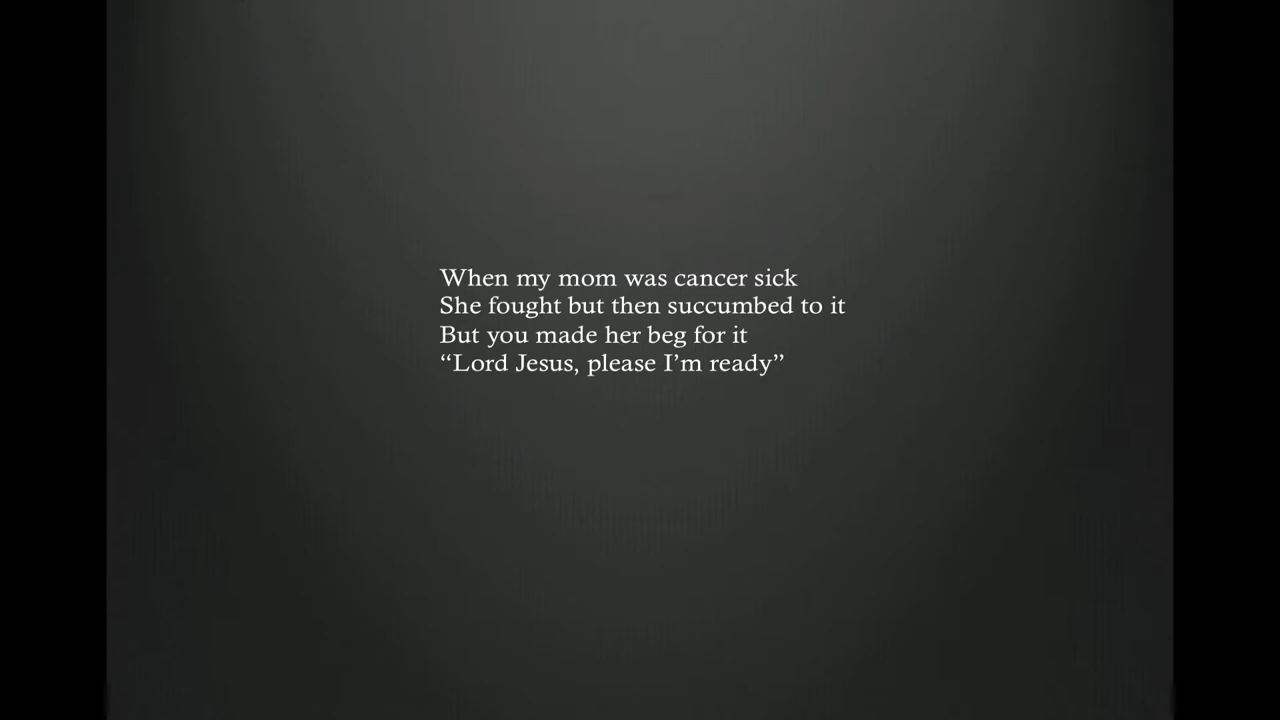 When my mom was cancer sick
She fought but then succumbed to it
But you made her beg for it
“Lord Jesus, please I’m ready”